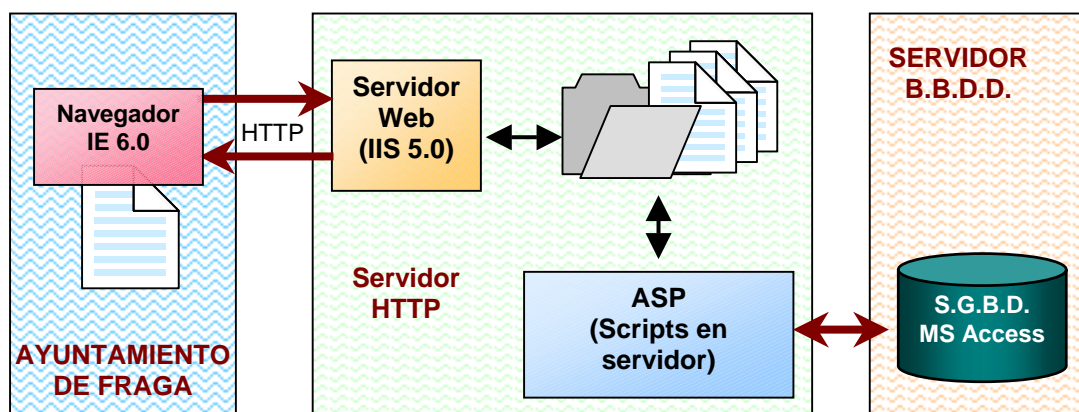 Navegador
IE 6.0
HTTP
AYUNTAMIENTO
DE FRAGA
Servidor
Web
(IIS 5.0)
Servidor
HTTP
ASP
(Scripts en
servidor)
SERVIDOR
B.B.D.D.
S.G.B.D.
MS Access